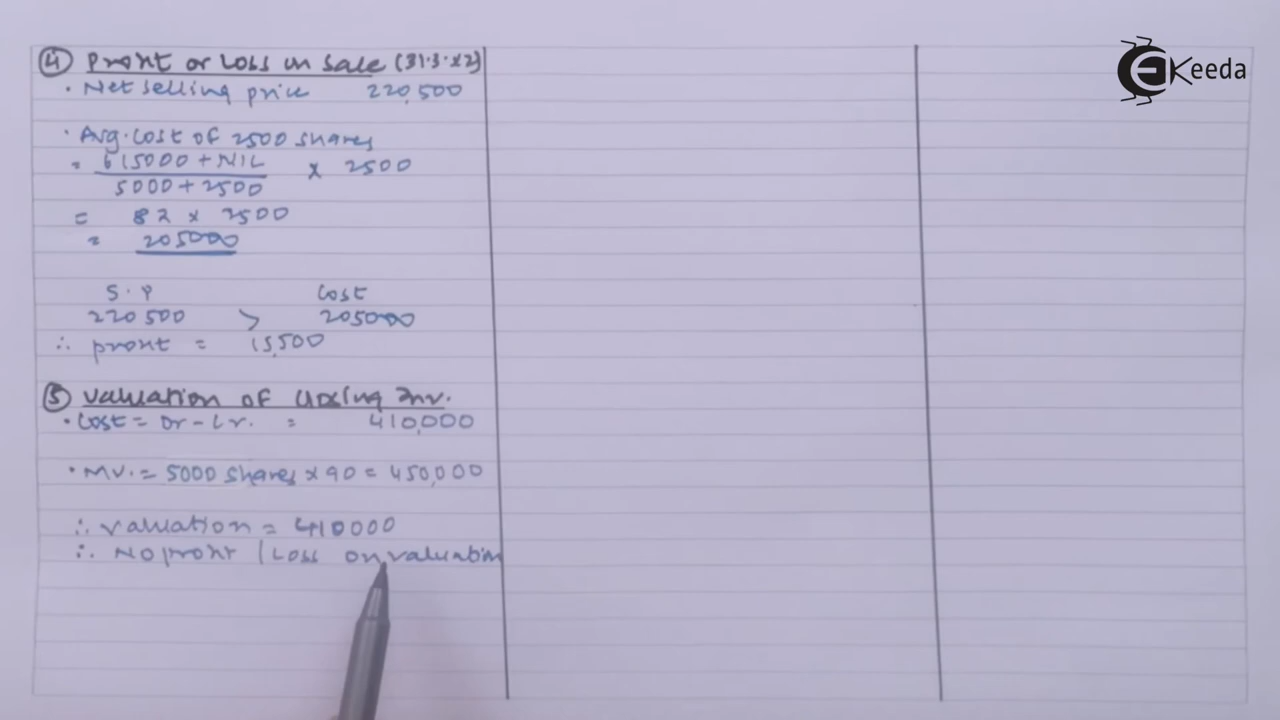 ④ Profit or Loss on Sale (31.3.x2)
· Net selling price 220,500
· Avg. cost of 2500 shares
= 615000 + NIL × 2500
5000 + 2500
= 82 × 2500
= 205000
S.P Cost
220500 > 205000
∴ profit = 15,500
⑤ Valuation of closing Inv.
· Cost = Dr - Cr. = 410,000
· MV. = 5000 shares × 90 = 450,000
∴ Valuation = 410000
∴ No profit / Loss on valuation
EKeeda